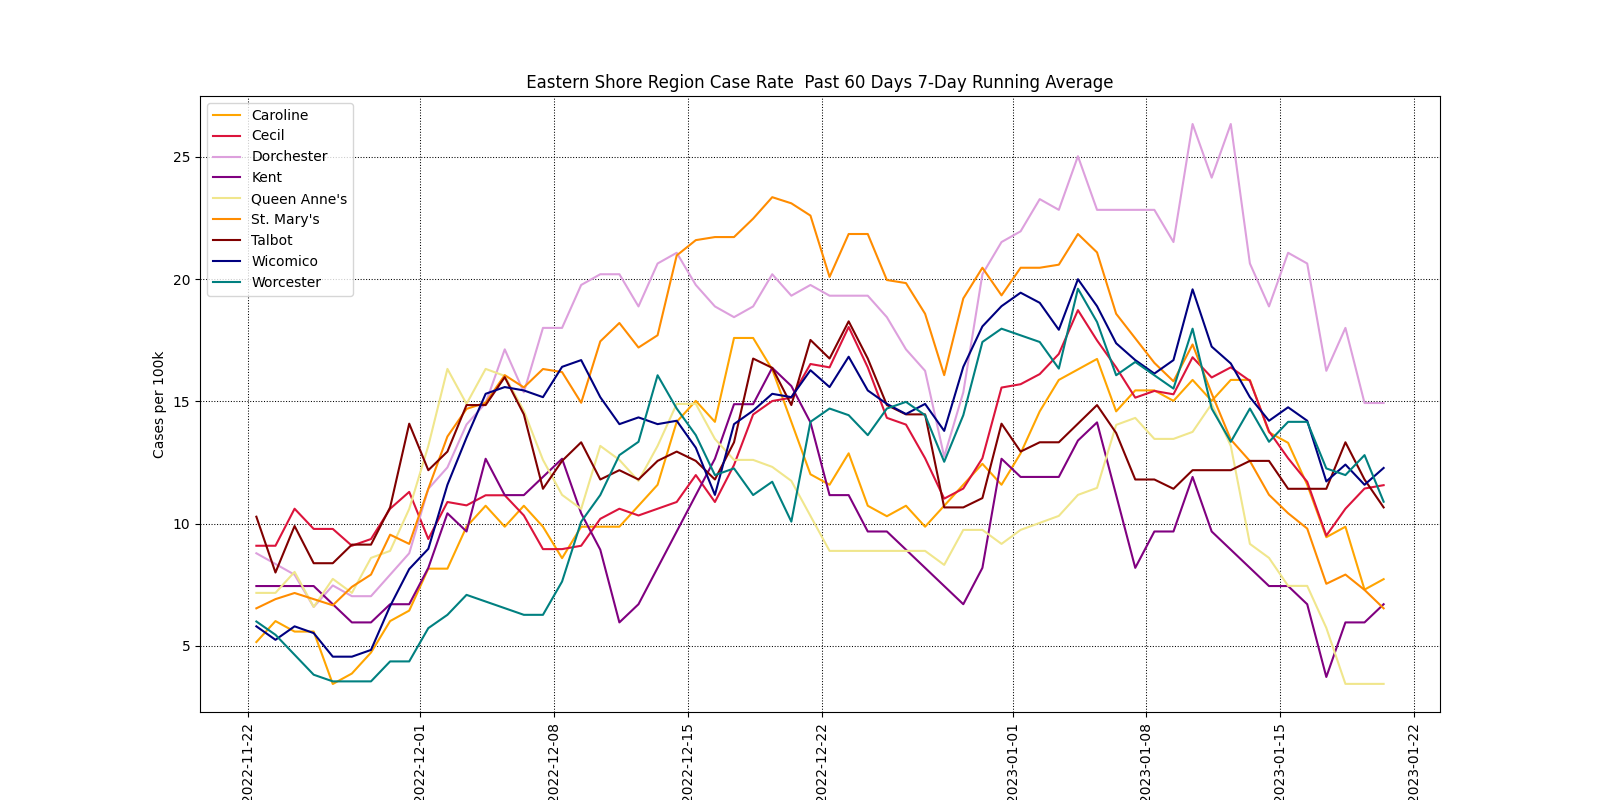 Eastern Shore Region Case Rate  Past 60 Days 7-Day Running Average
Caroline
Cecil
Dorchester
Kent
Queen Anne's
St. Mary's
Talbot
Wicomico
Worcester
Cases per 100k
25
20
15
10
5
2022-11-22
2022-12-01
2022-12-08
2022-12-15
2022-12-22
2023-01-01
2023-01-08
2023-01-15
2023-01-22